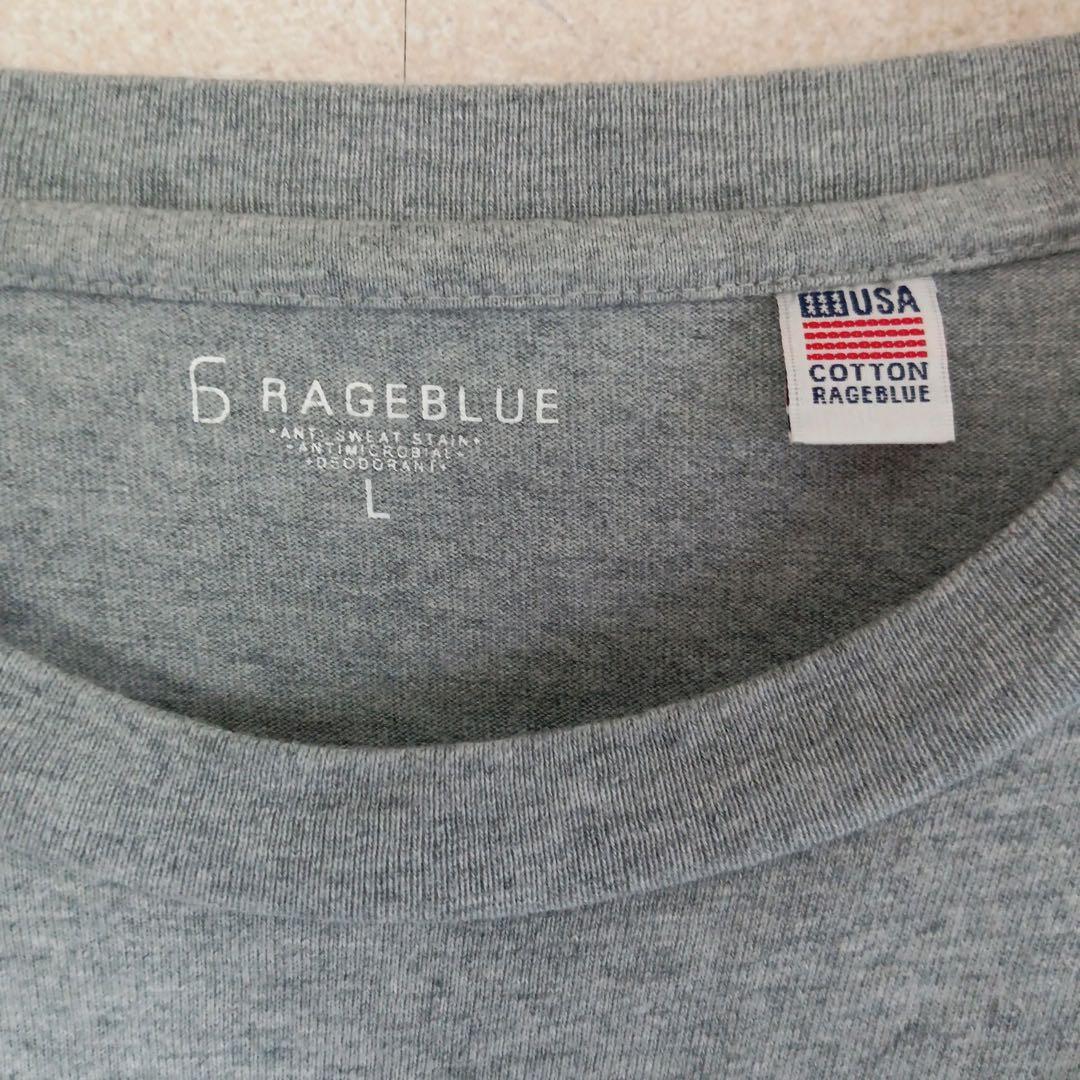 RAGEBLUE
•ANTI SWEAT STAIN•
•ANTIMICROBIAL•
•DEODORANT•
L
USA
COTTON
RAGEBLUE